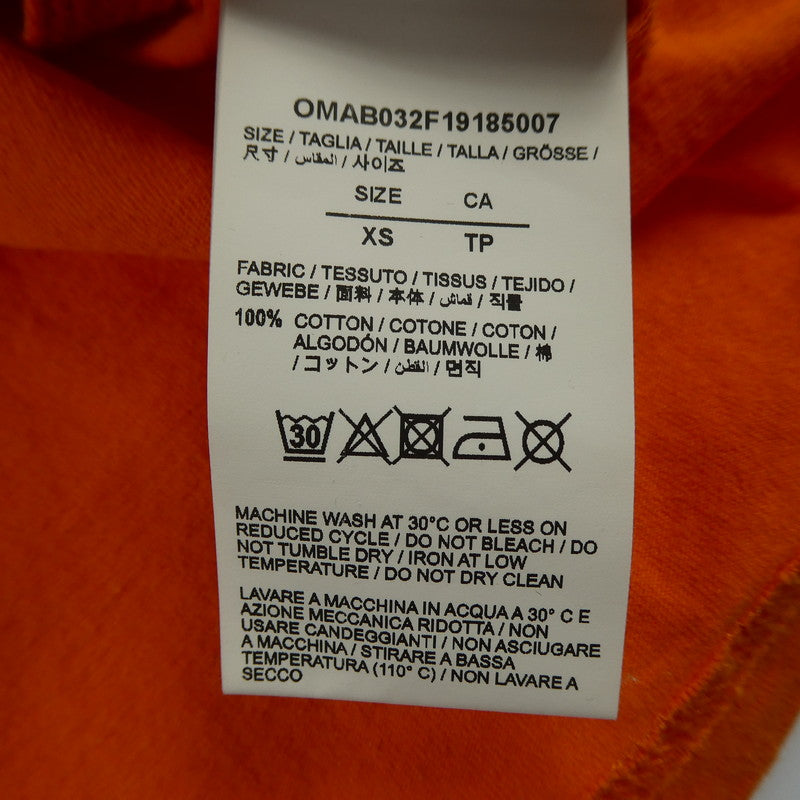 OMAB032F19185007
SIZE / TAGLIA / TAILLE / TALLA / GRÖSSE /
尺寸 / المقاس / 사이즈
SIZE CA
XS TP
FABRIC / TESSUTO / TISSUS / TEJIDO /
GEWEBE / 面料 / 本体 / قماش / 직물
100% COTTON / COTONE / COTON /
ALGODÓN / BAUMWOLLE / 棉
/ コットン / القطن / 면직
30
MACHINE WASH AT 30°C OR LESS ON
REDUCED CYCLE / DO NOT BLEACH / DO
NOT TUMBLE DRY / IRON AT LOW
TEMPERATURE / DO NOT DRY CLEAN
LAVARE A MACCHINA IN ACQUA A 30° C E
AZIONE MECCANICA RIDOTTA / NON
USARE CANDEGGIANTI / NON ASCIUGARE
A MACCHINA / STIRARE A BASSA
TEMPERATURA (110° C) / NON LAVARE A
SECCO